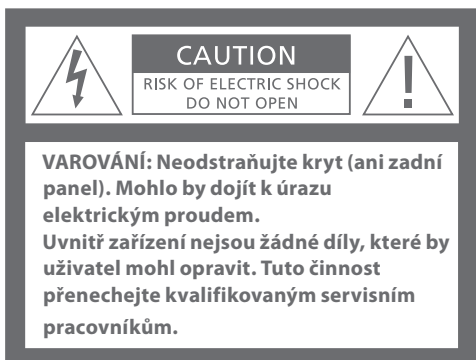 CAUTION
RISK OF ELECTRIC SHOCK
DO NOT OPEN
VAROVÁNÍ: Neodstraňujte kryt (ani zadní
panel). Mohlo by dojít k úrazu
elektrickým proudem.
Uvnitř zařízení nejsou žádné díly, které by
uživatel mohl opravit. Tuto činnost
přenechejte kvalifikovaným servisním
pracovníkům.